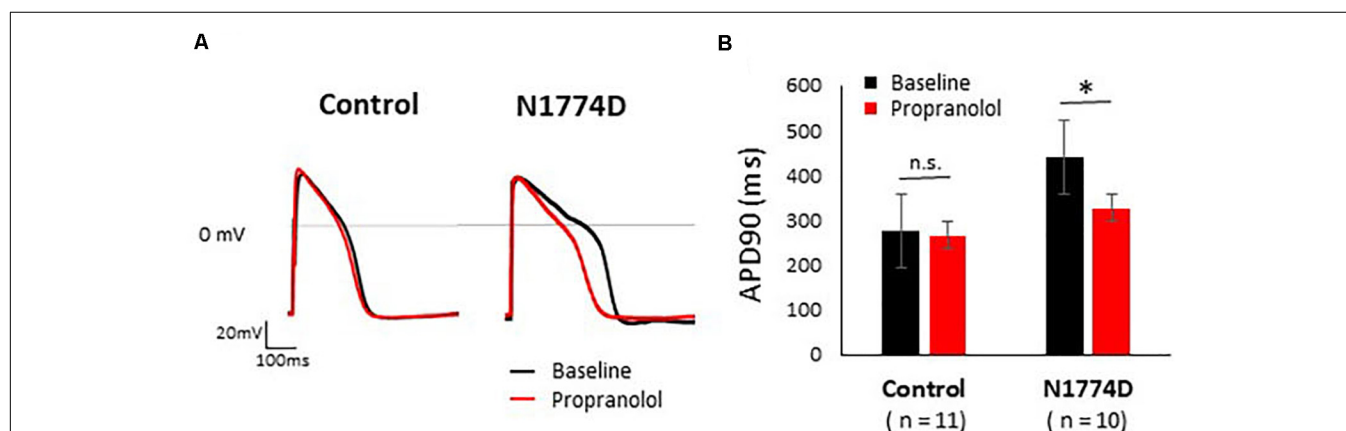 A
Control
N1774D
0 mV
20mV
100ms
Baseline
Propranolol
B
Baseline
Propranolol
APD90 (ms)
600
500
400
300
200
100
0
n.s.
*
Control
N1774D
( n = 11)
( n = 10)